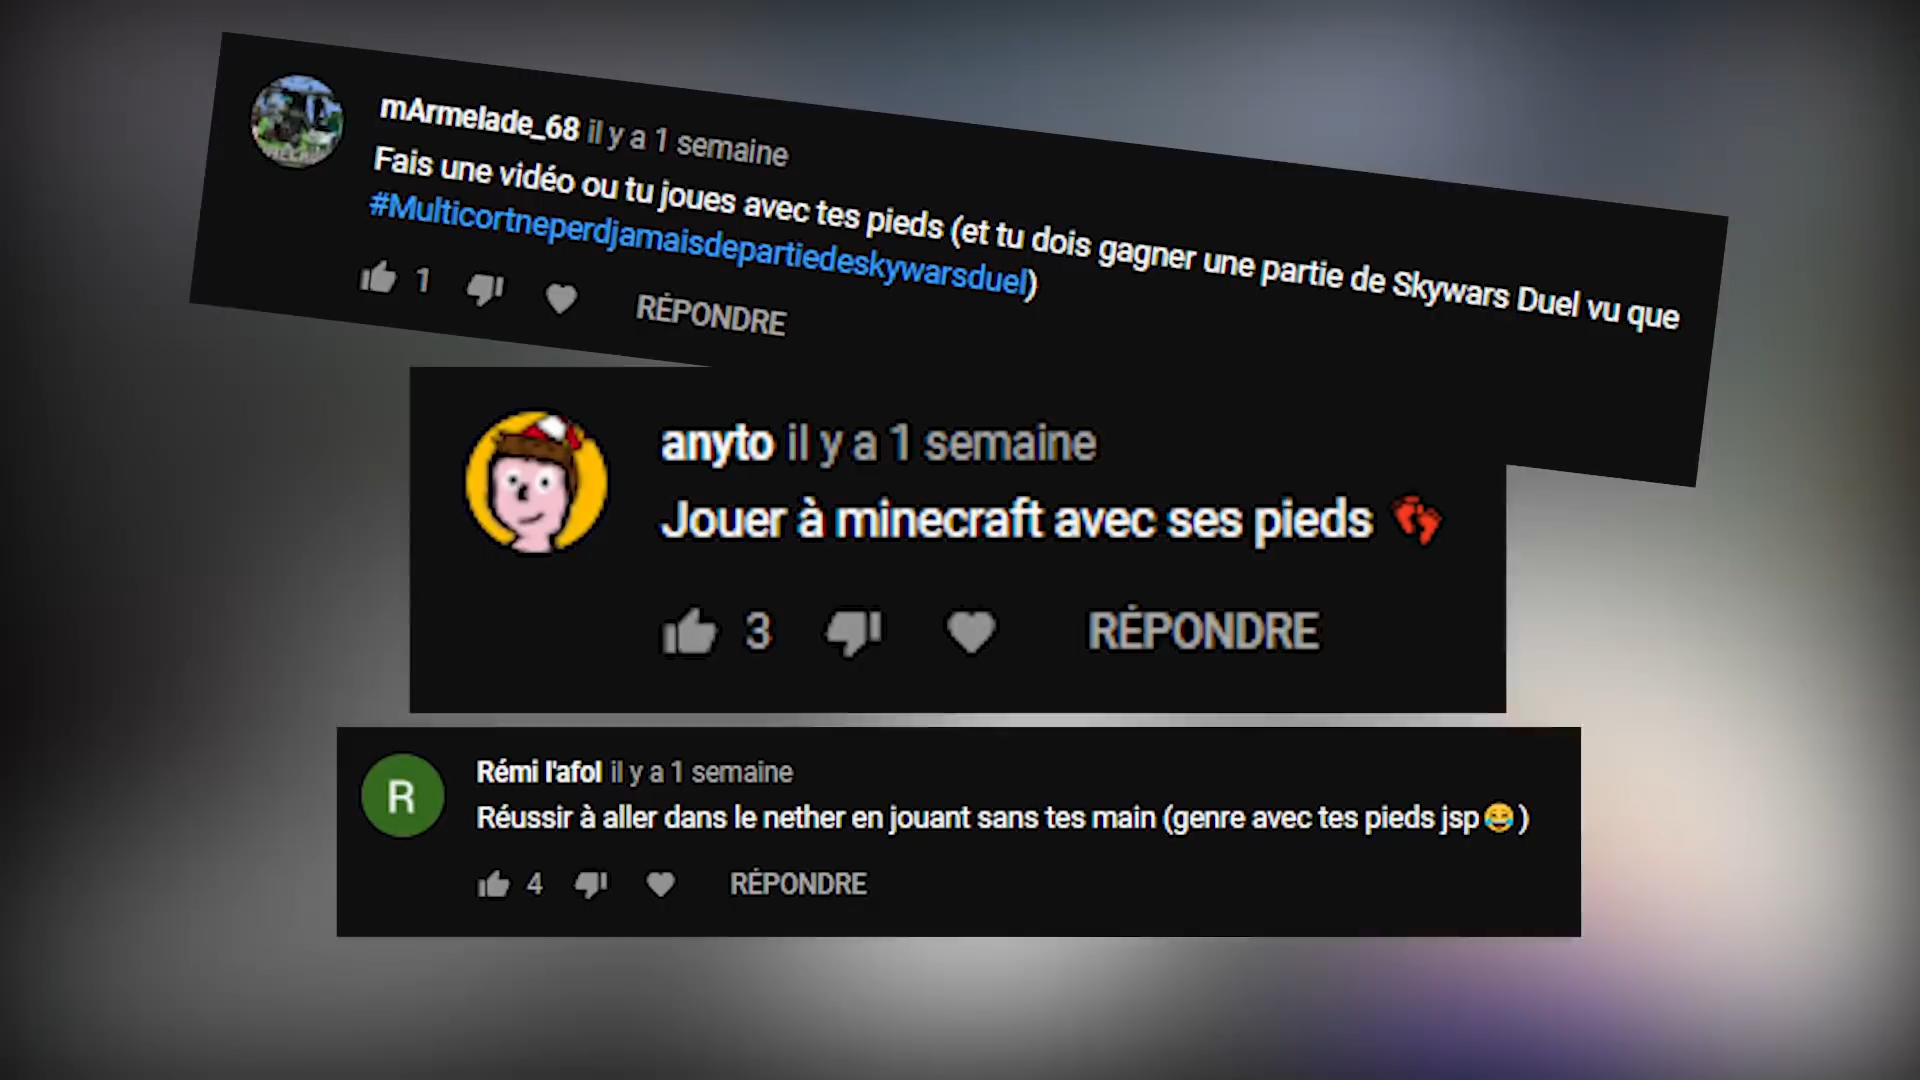 mArmelade_68 il y a 1 semaine
Fais une vidéo ou tu joues avec tes pieds (et tu dois gagner une partie de Skywars Duel vu que
#Multicortneperdjamaisdepartiedeskywarsduel)
1 RÉPONDRE
anyto il y a 1 semaine
Jouer à minecraft avec ses pieds 👣
3 RÉPONDRE
R
Rémi l'afol il y a 1 semaine
Réussir à aller dans le nether en jouant sans tes main (genre avec tes pieds jsp😂)
4 RÉPONDRE